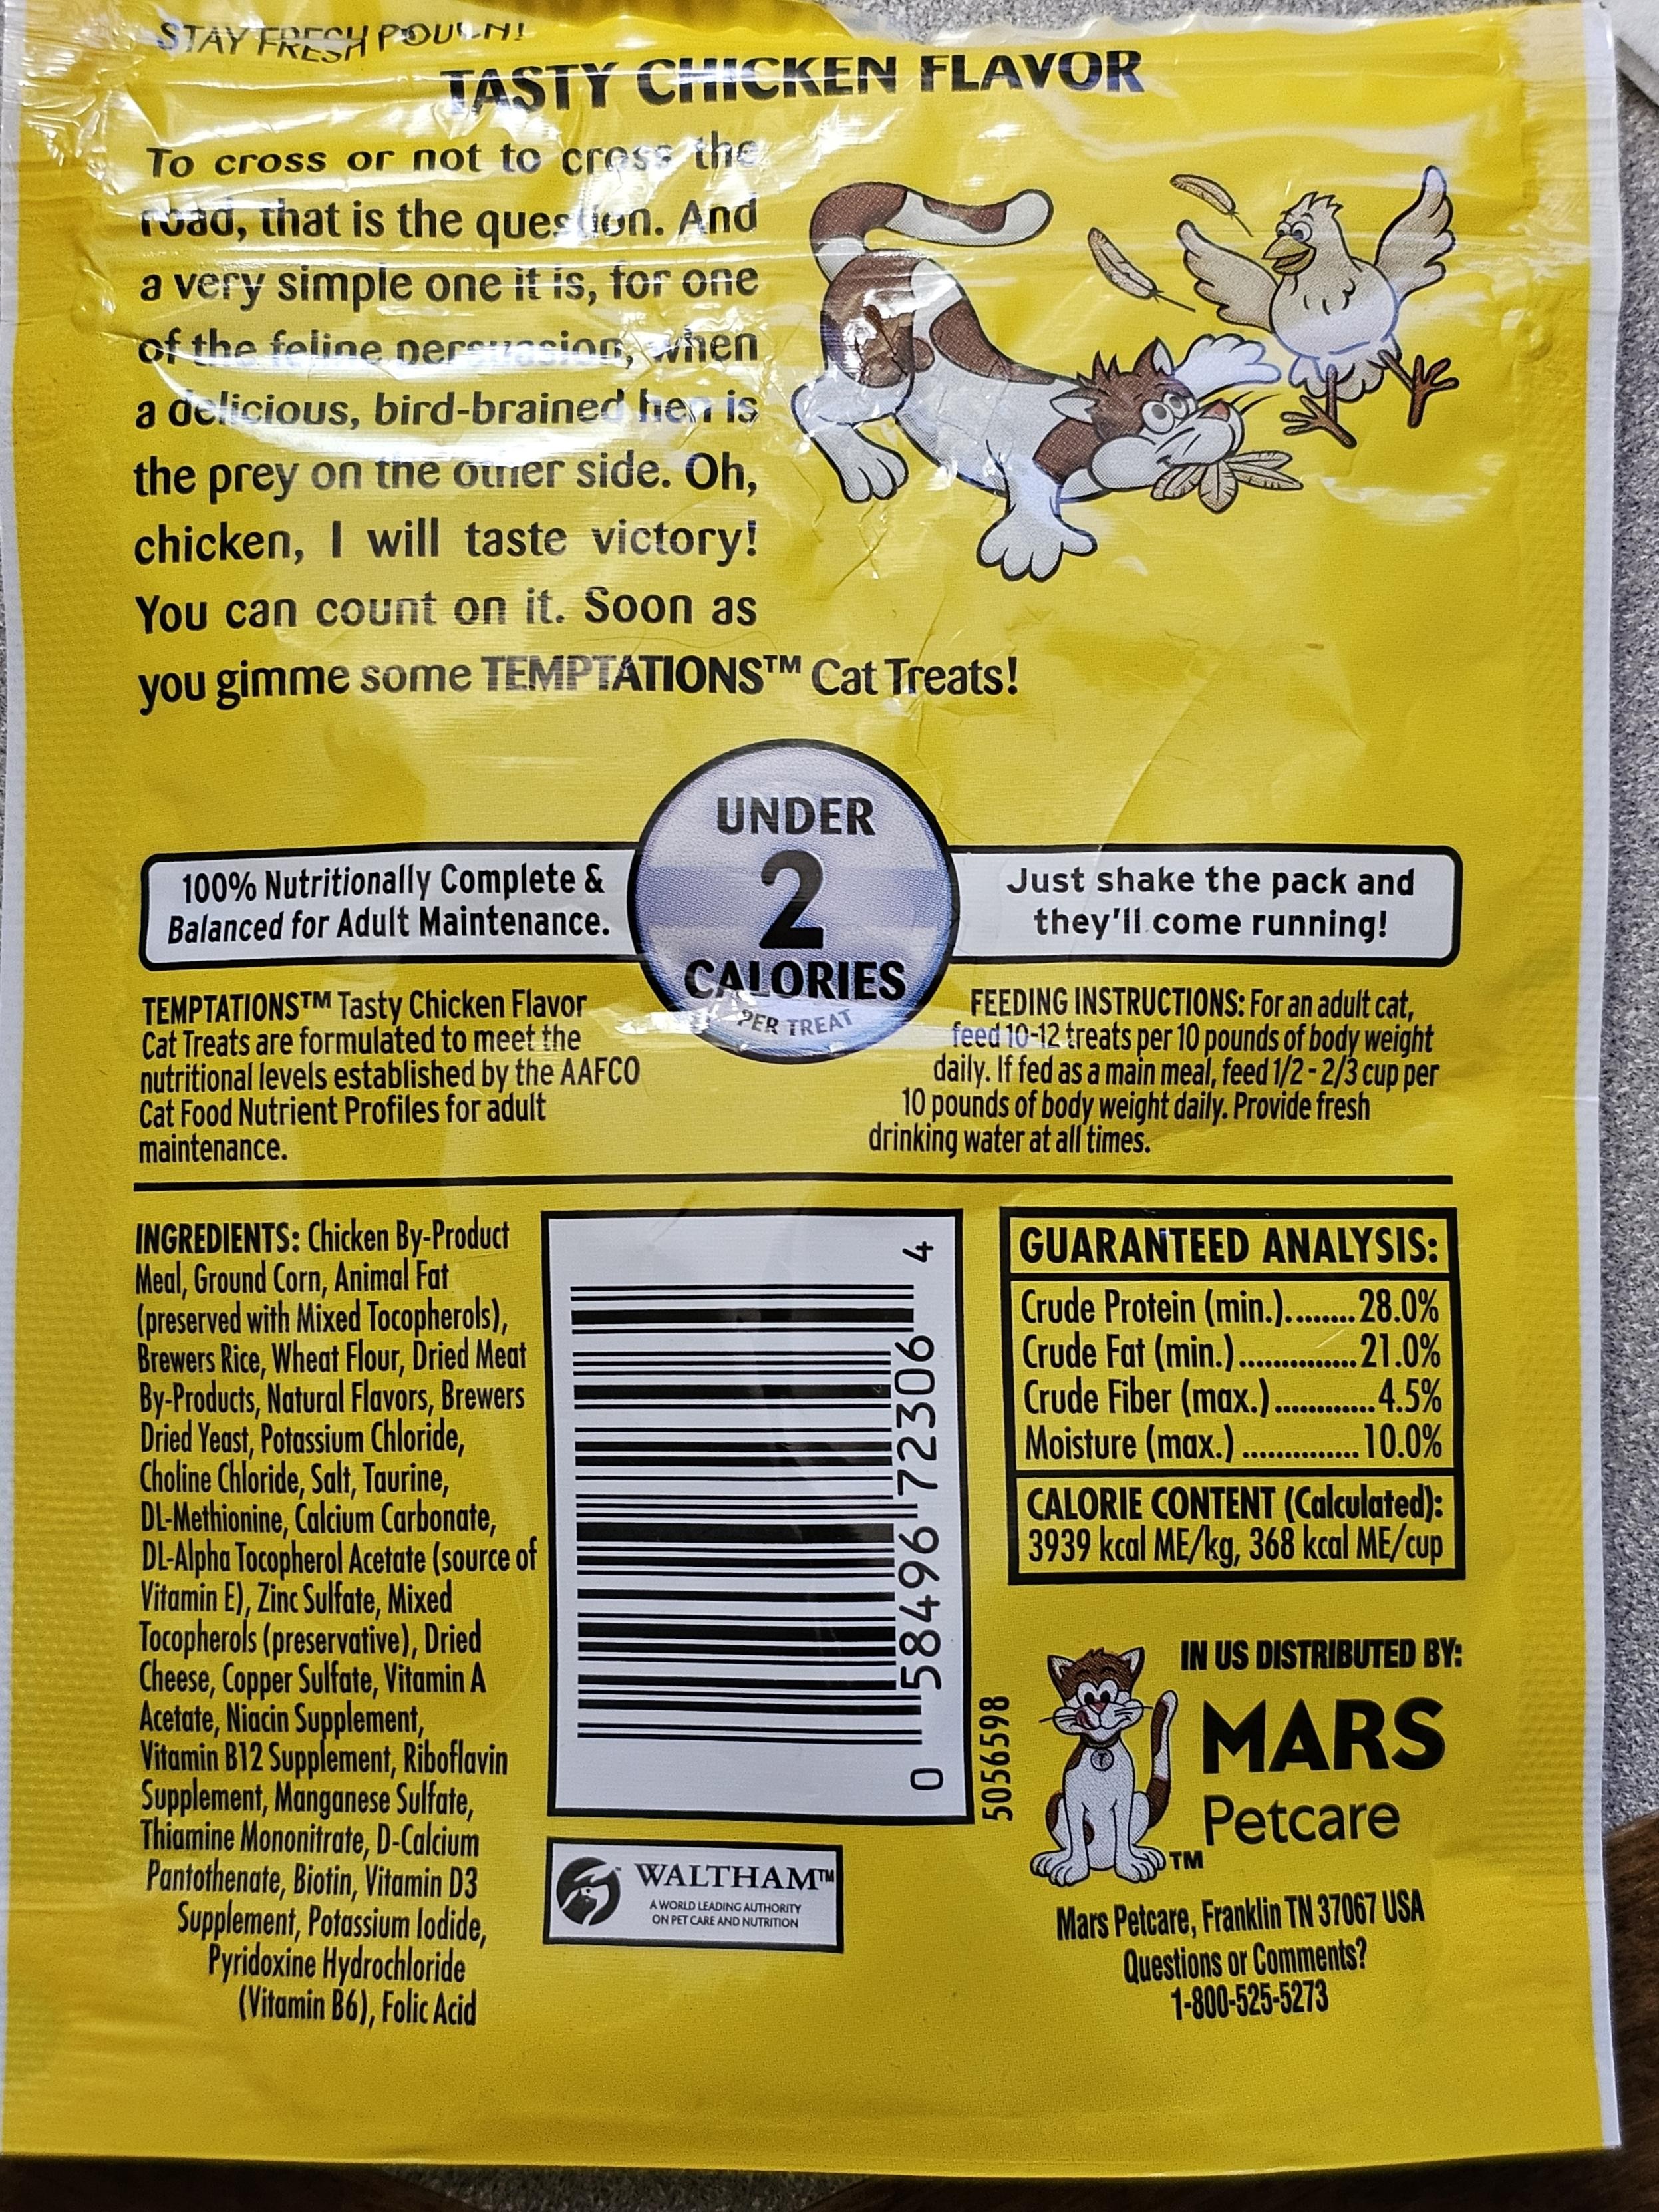 STAY FRESH POUCH!
TASTY CHICKEN FLAVOR
To cross or not to cross the
road, that is the question. And
a very simple one it is, for one
of the feline persuasion, when
a delicious, bird-brained hen is
the prey on the other side. Oh,
chicken, I will taste victory!
You can count on it. Soon as
you gimme some TEMPTATIONS™ Cat Treats!
UNDER
2
CALORIES
PER TREAT
100% Nutritionally Complete &
Balanced for Adult Maintenance.
Just shake the pack and
they'll come running!
TEMPTATIONS™ Tasty Chicken Flavor
Cat Treats are formulated to meet the
nutritional levels established by the AAFCO
Cat Food Nutrient Profiles for adult
maintenance.
FEEDING INSTRUCTIONS: For an adult cat,
feed 10-12 treats per 10 pounds of body weight
daily. If fed as a main meal, feed 1/2 - 2/3 cup per
10 pounds of body weight daily. Provide fresh
drinking water at all times.
INGREDIENTS: Chicken By-Product
Meal, Ground Corn, Animal Fat
(preserved with Mixed Tocopherols),
Brewers Rice, Wheat Flour, Dried Meat
By-Products, Natural Flavors, Brewers
Dried Yeast, Potassium Chloride,
Choline Chloride, Salt, Taurine,
DL-Methionine, Calcium Carbonate,
DL-Alpha Tocopherol Acetate (source of
Vitamin E), Zinc Sulfate, Mixed
Tocopherols (preservative), Dried
Cheese, Copper Sulfate, Vitamin A
Acetate, Niacin Supplement,
Vitamin B12 Supplement, Riboflavin
Supplement, Manganese Sulfate,
Thiamine Mononitrate, D-Calcium
Pantothenate, Biotin, Vitamin D3
Supplement, Potassium Iodide,
Pyridoxine Hydrochloride
(Vitamin B6), Folic Acid
0 58496 72306 4
5056598
WALTHAM™
A WORLD LEADING AUTHORITY
ON PET CARE AND NUTRITION
GUARANTEED ANALYSIS:
Crude Protein (min.)........28.0%
Crude Fat (min.)...............21.0%
Crude Fiber (max.).............4.5%
Moisture (max.)...............10.0%
CALORIE CONTENT (Calculated):
3939 kcal ME/kg, 368 kcal ME/cup
IN US DISTRIBUTED BY:
MARS
Petcare
T
TM
Mars Petcare, Franklin TN 37067 USA
Questions or Comments?
1-800-525-5273